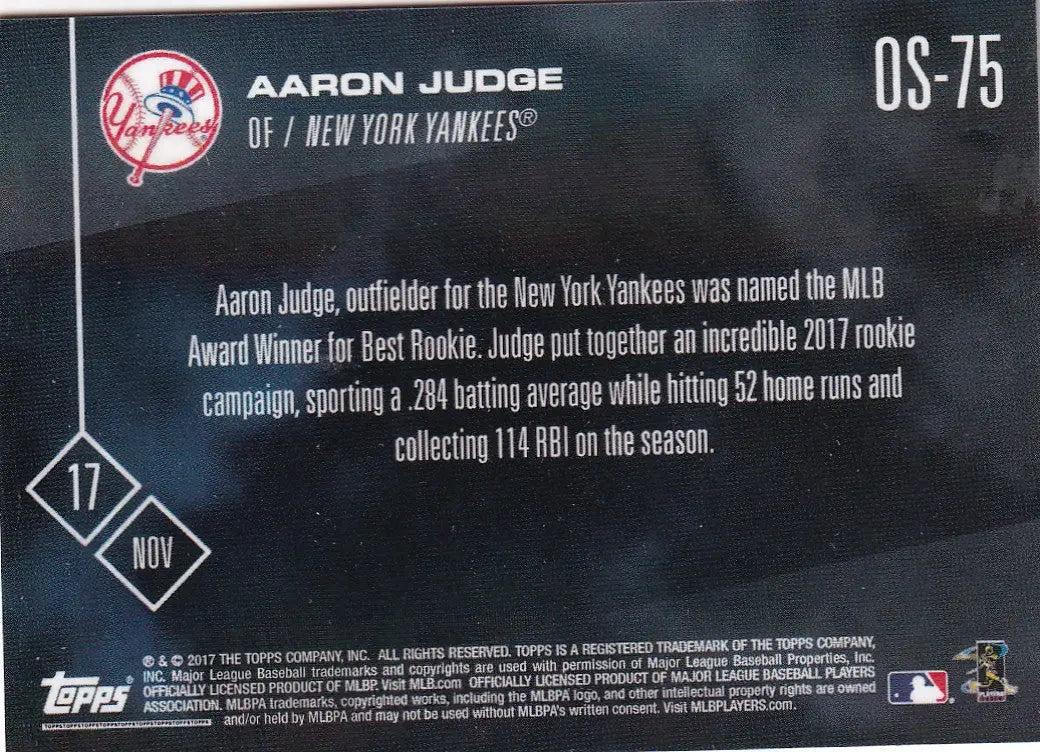 AARON JUDGE
OS-75
OF / NEW YORK YANKEES®
Yankees
Aaron Judge, outfielder for the New York Yankees was named the MLB
Award Winner for Best Rookie. Judge put together an incredible 2017 rookie
campaign, sporting a .284 batting average while hitting 52 home runs and
collecting 114 RBI on the season.
17
NOV
® & © 2017 THE TOPPS COMPANY, INC. ALL RIGHTS RESERVED. TOPPS IS A REGISTERED TRADEMARK OF THE TOPPS COMPANY,
INC. Major League Baseball trademarks and copyrights are used with permission of Major League Baseball Properties, Inc.
OFFICIALLY LICENSED PRODUCT OF MLBP. Visit MLB.com OFFICIALLY LICENSED PRODUCT OF MAJOR LEAGUE BASEBALL PLAYERS
ASSOCIATION. MLBPA trademarks, copyrighted works, including the MLBPA logo, and other intellectual property rights are owned
and/or held by MLBPA and may not be used without MLBPA's written consent. Visit MLBPLAYERS.com.
topps®
TOPPSTOPPSTOPPSTOPPSTOPPSTOPPSTOPPSTOPPS